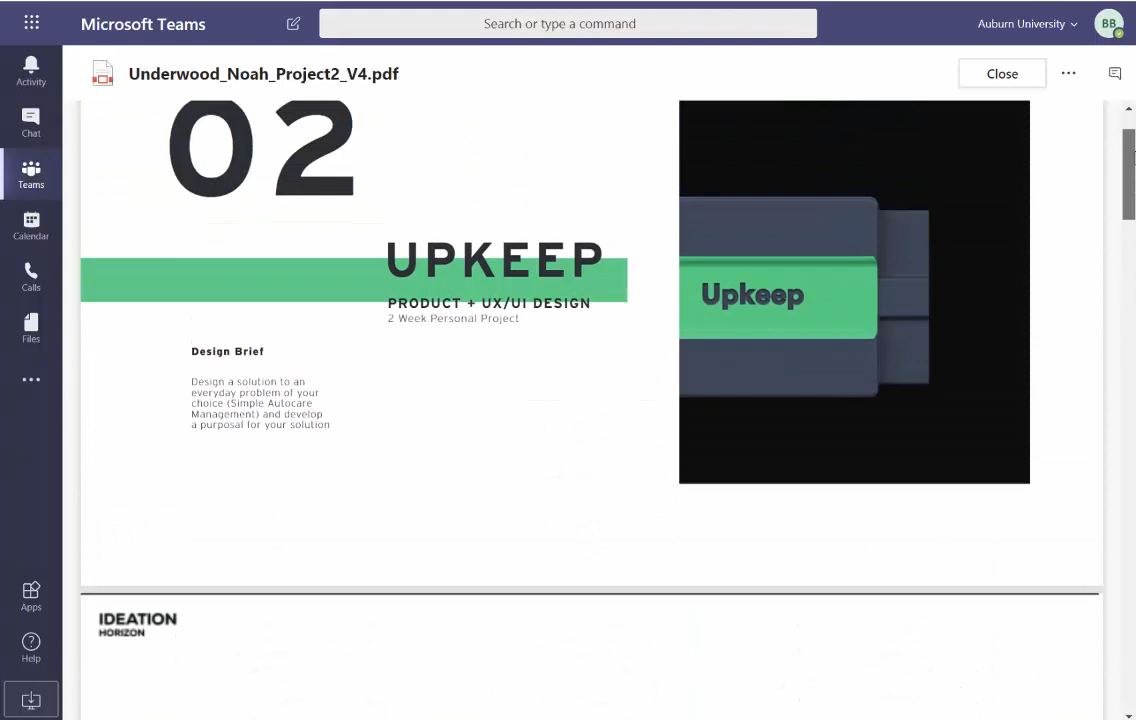 Microsoft Teams
Search or type a command
Auburn University
BB
Activity
Chat
Teams
Calendar
Calls
Files
Apps
Help
Underwood_Noah_Project2_V4.pdf
Close
02
UPKEEP
PRODUCT + UX/UI DESIGN
2 Week Personal Project
Design Brief
Design a solution to an
everyday problem of your
choice (Simple Autocare
Management) and develop
a purposal for your solution
Upkeep
IDEATION
HORIZON